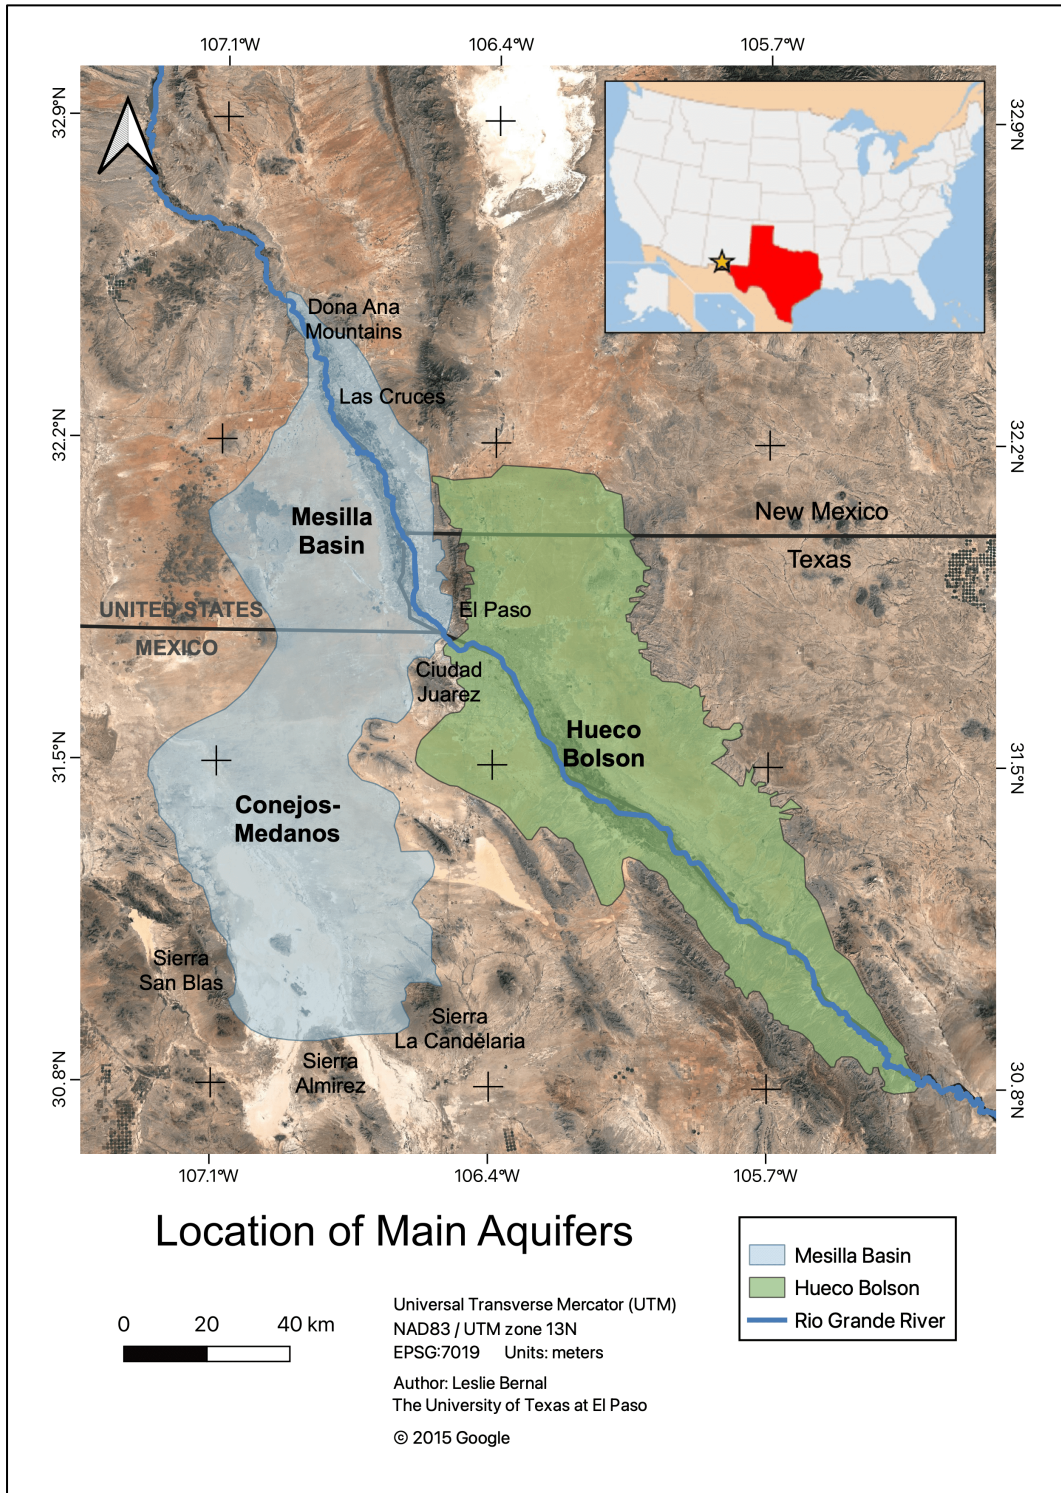 107.1°W
106.4°W
105.7°W
32.9°N
32.9°N
Dona Ana
Mountains
Las Cruces
32.2°N
32.2°N
Mesilla
Basin
New Mexico
Texas
UNITED STATES
MEXICO
El Paso
Ciudad
Juarez
Hueco
Bolson
31.5°N
31.5°N
Conejos-
Medanos
Sierra
San Blas
Sierra
La Candelaria
Sierra
Almirez
30.8°N
30.8°N
107.1°W
106.4°W
105.7°W
Location of Main Aquifers
Mesilla Basin
Hueco Bolson
Rio Grande River
0 20 40 km
Universal Transverse Mercator (UTM)
NAD83 / UTM zone 13N
EPSG:7019 Units: meters
Author: Leslie Bernal
The University of Texas at El Paso
© 2015 Google